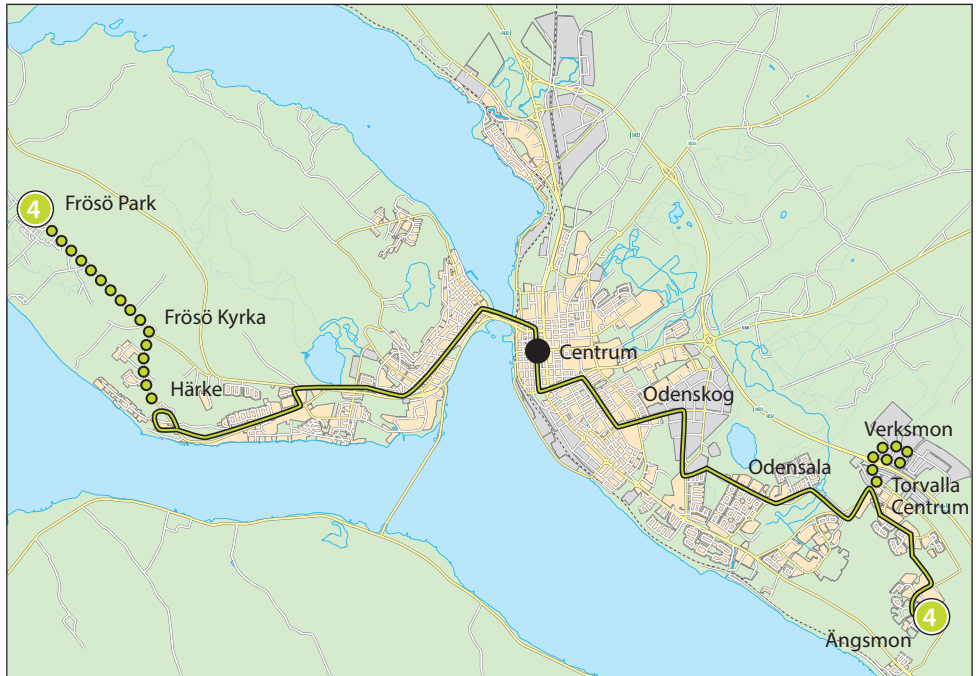 4
Frösö Park
Frösö Kyrka
Härke
Centrum
Odenskog
Verksmon
Odensala
Torvalla
Centrum
4
Ängsmon